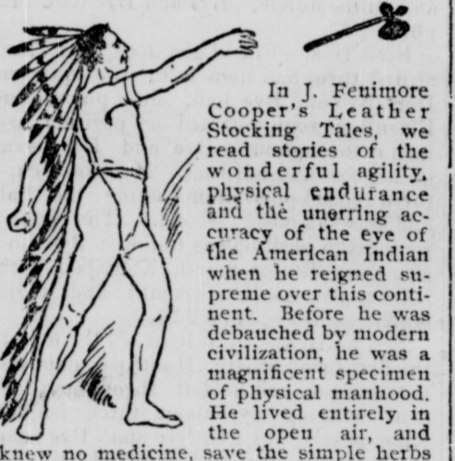 In J. Fenimore
Cooper's Leather
Stocking Tales, we
read stories of the
wonderful agility,
physical endurance
and the unerring ac-
curacy of the eye of
the American Indian
when he reigned su-
preme over this conti-
nent. Before he was
debauched by modern
civilization, he was a
magnificent specimen
of physical manhood.
He lived entirely in
the open air, and
knew no medicine, save the simple herbs